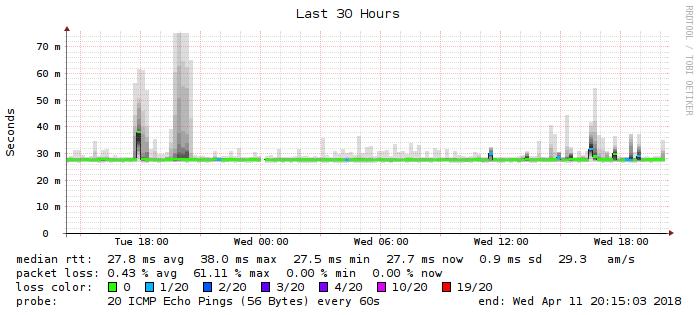 Last 30 Hours
RRDTOOL / TOBI OETIKER
Seconds
70 m
60 m
50 m
40 m
30 m
20 m
10 m
0
Tue 18:00 Wed 00:00 Wed 06:00 Wed 12:00 Wed 18:00
median rtt: 27.8 ms avg 38.0 ms max 27.5 ms min 27.7 ms now 0.9 ms sd 29.3 am/s
packet loss: 0.43 % avg 61.11 % max 0.00 % min 0.00 % now
loss color: 0 1/20 2/20 3/20 4/20 10/20 19/20
probe: 20 ICMP Echo Pings (56 Bytes) every 60s end: Wed Apr 11 20:15:03 2018